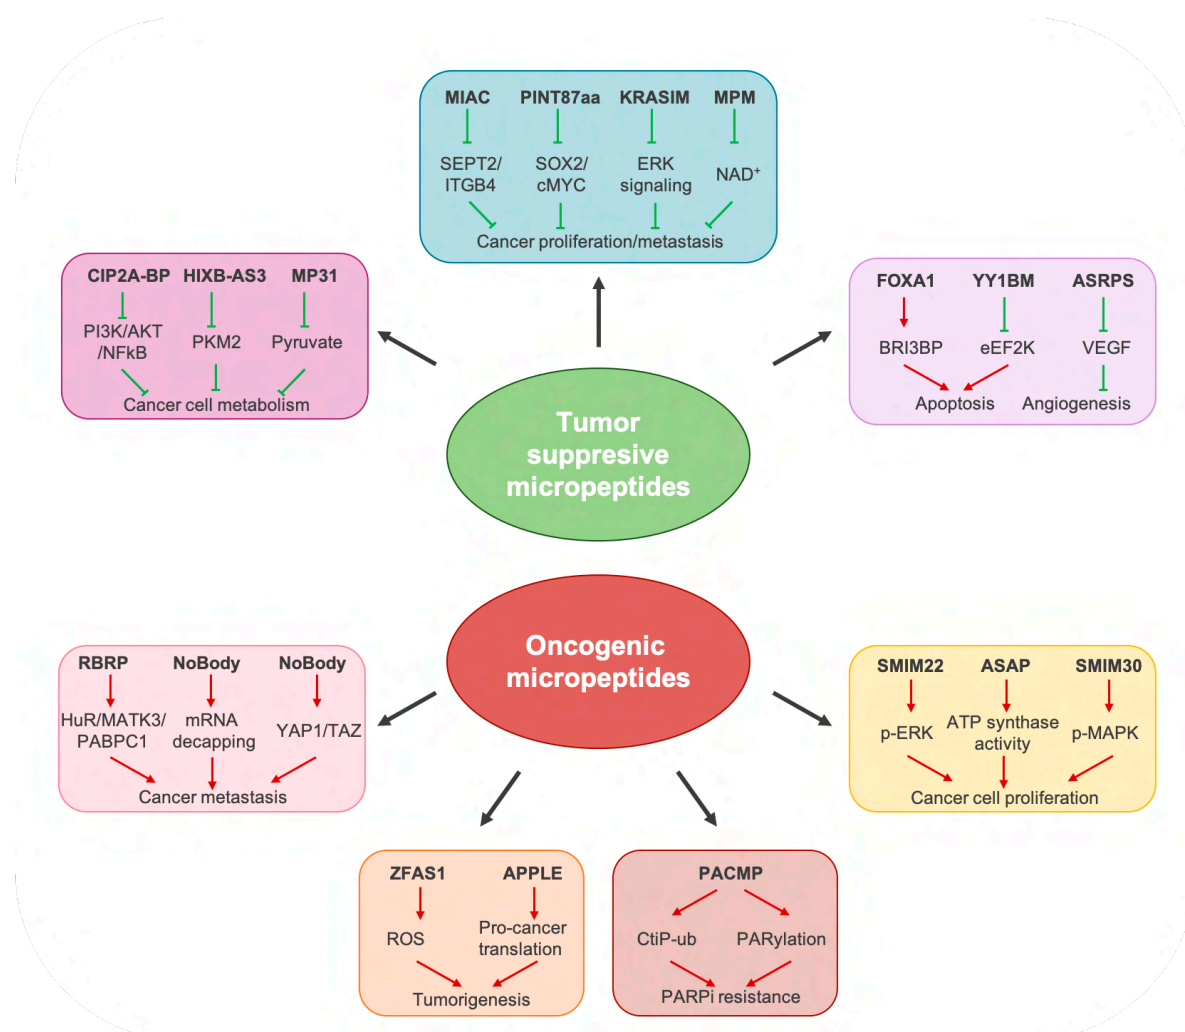 MIAC PINT87aa KRASIM MPM
SEPT2/
ITGB4
SOX2/
cMYC
ERK
signaling
NAD⁺
Cancer proliferation/metastasis
CIP2A-BP HIXB-AS3 MP31
PI3K/AKT
/NFkB
PKM2
Pyruvate
Cancer cell metabolism
FOXA1 YY1BM ASRPS
BRI3BP eEF2K VEGF
Apoptosis Angiogenesis
Tumor
suppresive
micropeptides
Oncogenic
micropeptides
RBRP NoBody NoBody
HuR/MATK3/
PABPC1
mRNA
decapping
YAP1/TAZ
Cancer metastasis
SMIM22 ASAP SMIM30
p-ERK
ATP synthase
activity
p-MAPK
Cancer cell proliferation
ZFAS1 APPLE
ROS
Pro-cancer
translation
Tumorigenesis
PACMP
CtiP-ub PARylation
PARPi resistance